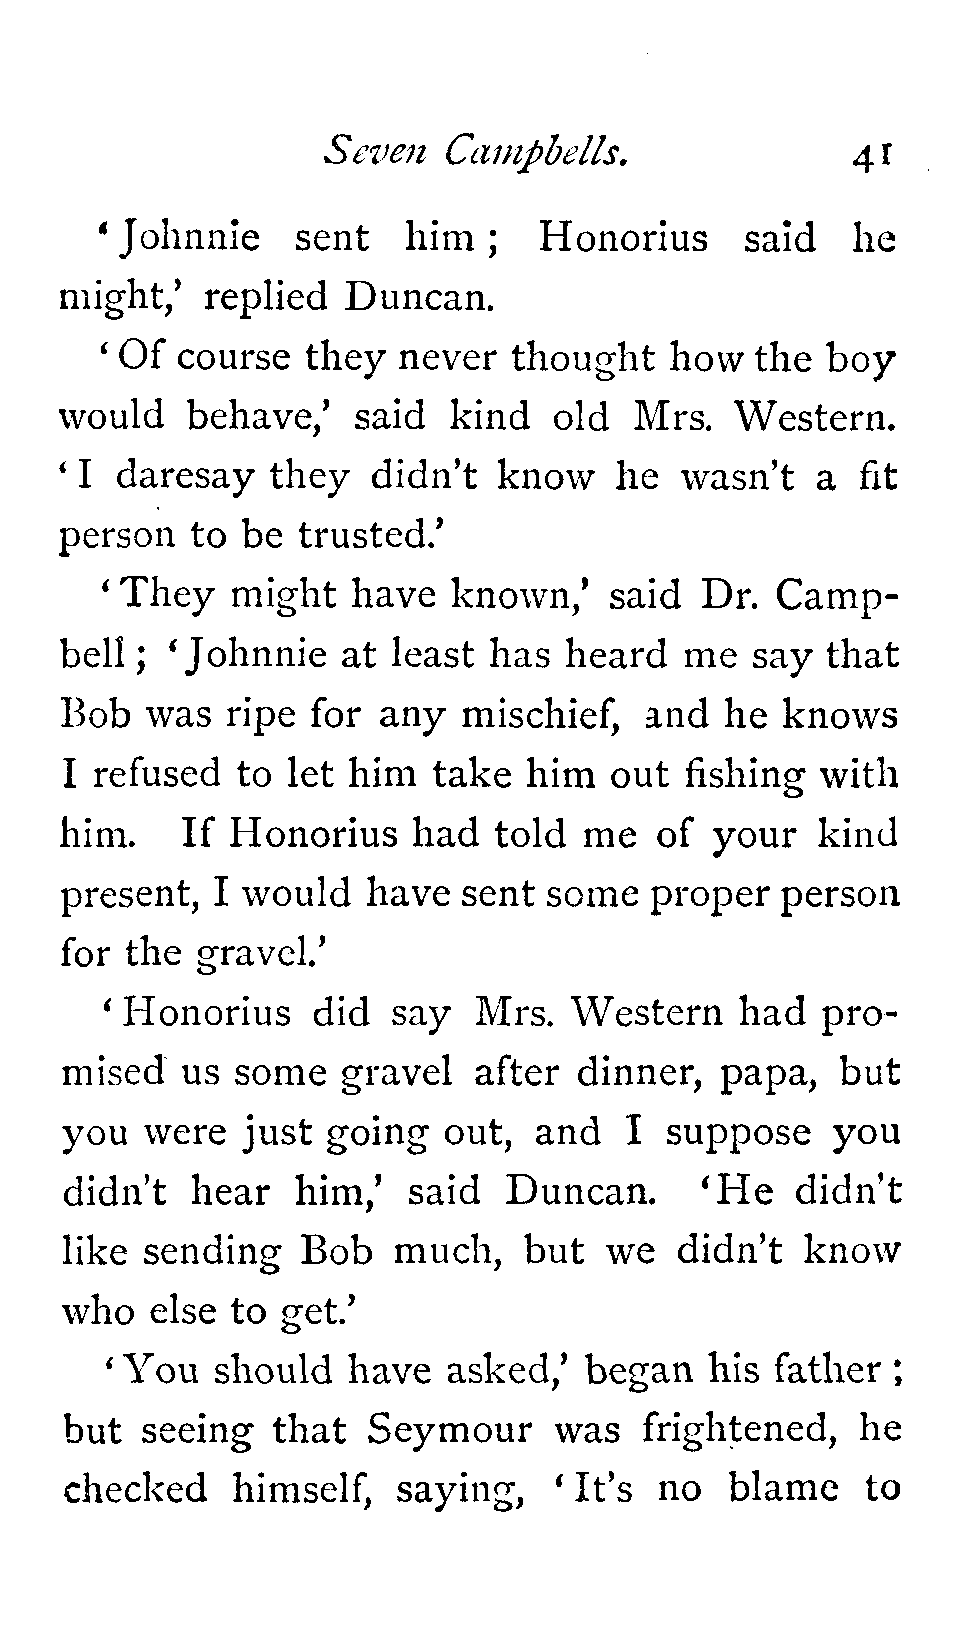 Seven Campbells. 41
‘Johnnie sent him; Honorius said he
might,’ replied Duncan.
‘Of course they never thought how the boy
would behave,’ said kind old Mrs. Western.
‘I daresay they didn’t know he wasn’t a fit
person to be trusted.’
‘They might have known,’ said Dr. Camp-
bell; ‘Johnnie at least has heard me say that
Bob was ripe for any mischief, and he knows
I refused to let him take him out fishing with
him. If Honorius had told me of your kind
present, I would have sent some proper person
for the gravel.’
‘Honorius did say Mrs. Western had pro-
mised us some gravel after dinner, papa, but
you were just going out, and I suppose you
didn’t hear him,’ said Duncan. ‘He didn’t
like sending Bob much, but we didn’t know
who else to get.’
‘You should have asked,’ began his father;
but seeing that Seymour was frightened, he
checked himself, saying, ‘It’s no blame to